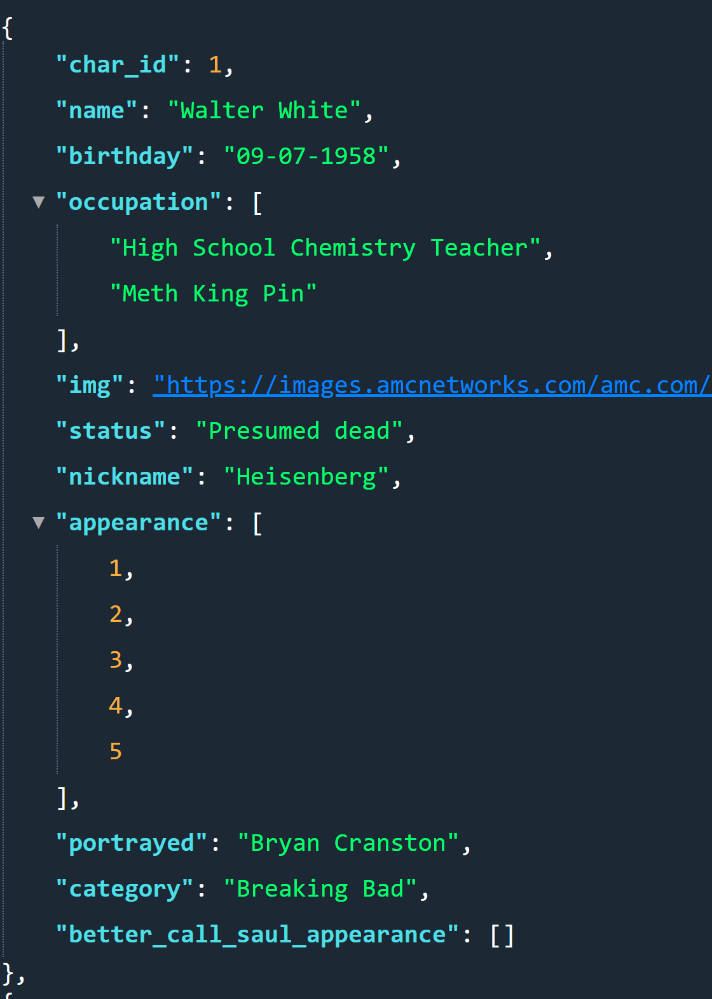 {
"char_id": 1,
"name": "Walter White",
"birthday": "09-07-1958",
"occupation": [
"High School Chemistry Teacher",
"Meth King Pin"
],
"img": "https://images.amcnetworks.com/amc.com/
"status": "Presumed dead",
"nickname": "Heisenberg",
"appearance": [
1,
2,
3,
4,
5
],
"portrayed": "Bryan Cranston",
"category": "Breaking Bad",
"better_call_saul_appearance": []
},
{